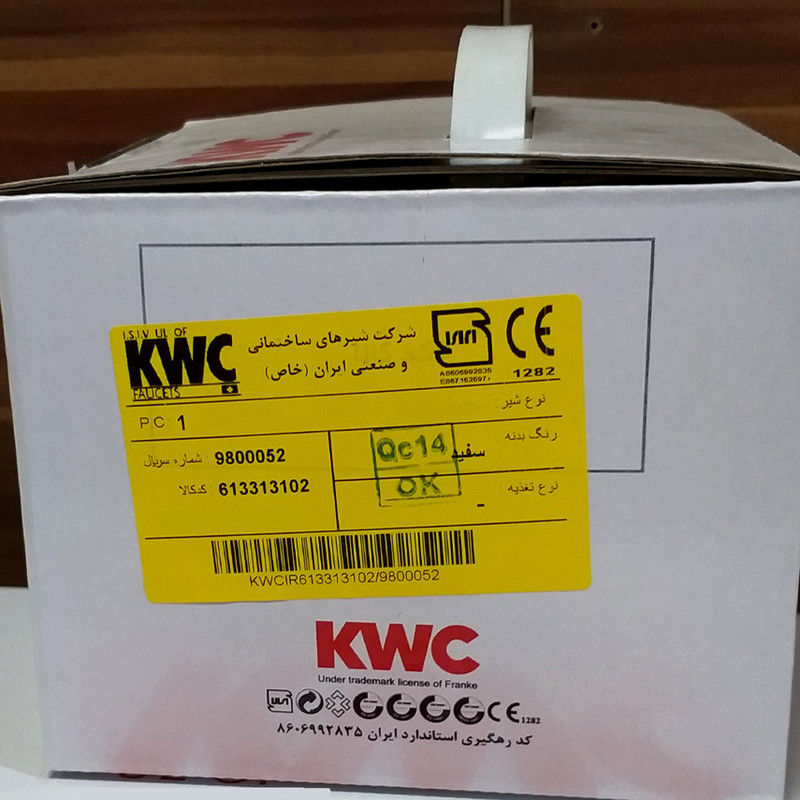 KWC
I.S.I.V. UL OF
KWC
FAUCETS
شرکت شیرهای ساختمانی
و صنعتی ایران (خاص)
A8606992835
CE
1282
نوع شیر :
P.C : 1
رنگ بدنه : سفید
شماره سریال : 9800052
Qc14
OK
نوع تغذیه : -
کدکالا : 613313102
KWCIR613313102/9800052
KWC
Under trademark license of Franke
CE 1282
کد رهگیری استاندارد ایران ۸۶۰۶۹۹۲۸۳۵